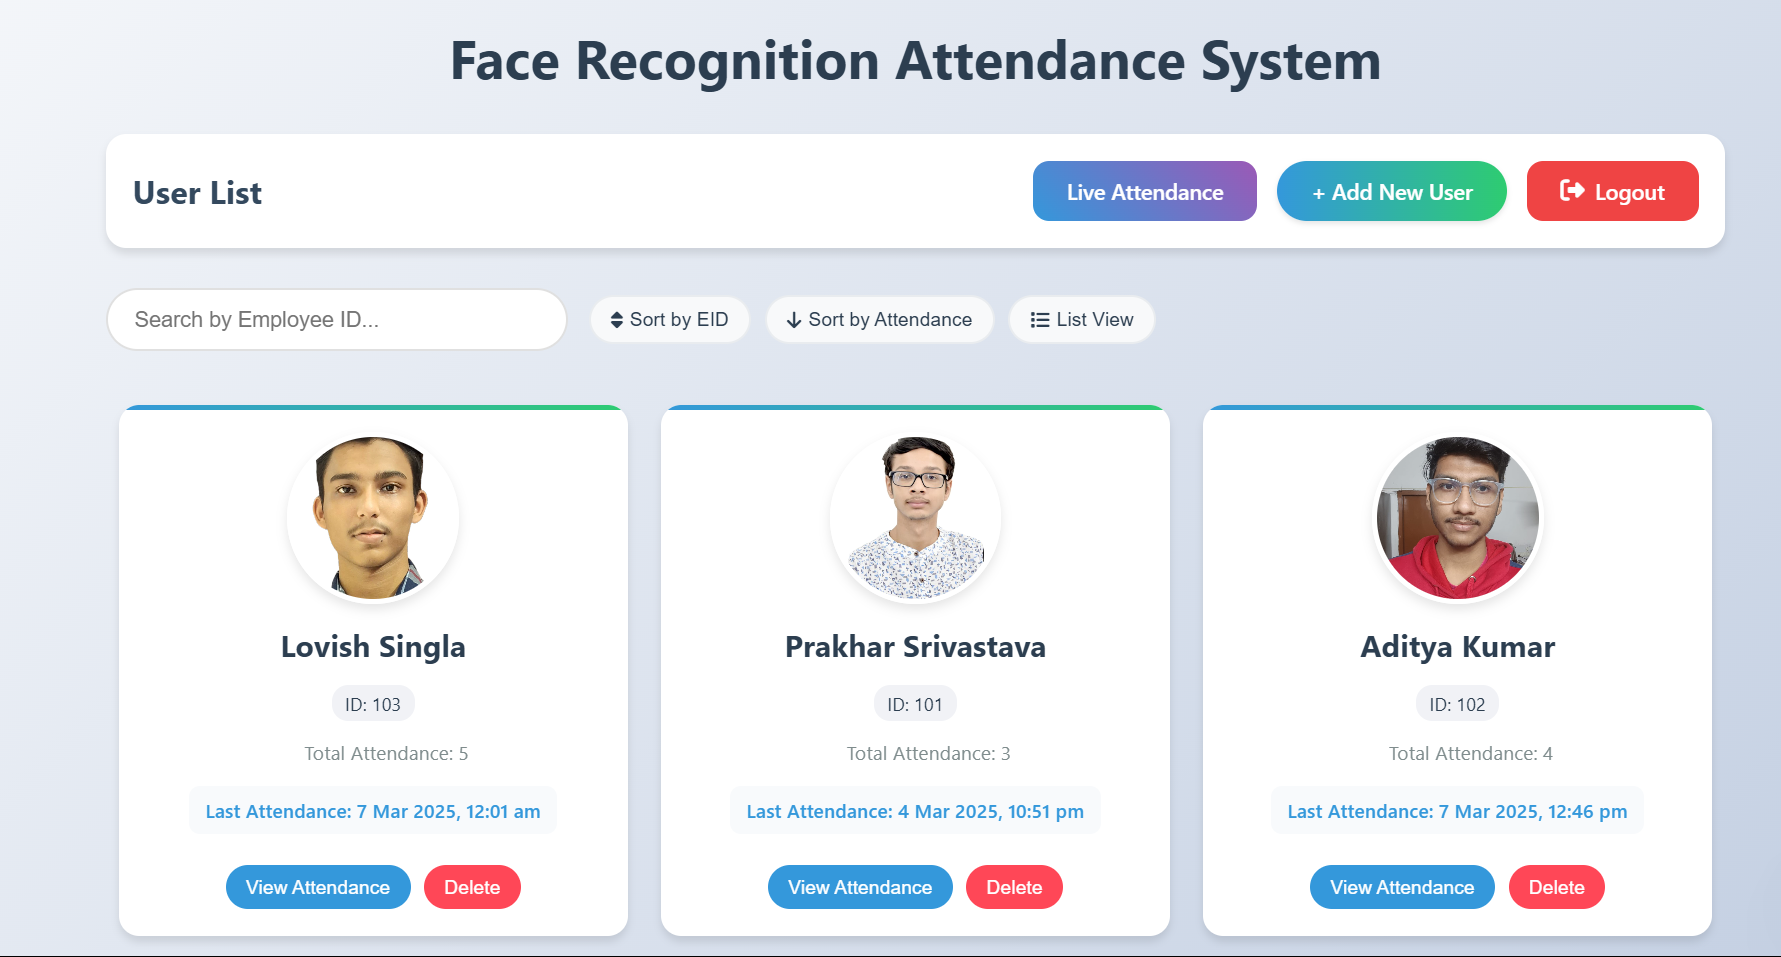 Face Recognition Attendance System
User List
Live Attendance
+ Add New User
Logout
Search by Employee ID...
Sort by EID
Sort by Attendance
List View
Lovish Singla
ID: 103
Total Attendance: 5
Last Attendance: 7 Mar 2025, 12:01 am
View Attendance
Delete
Prakhar Srivastava
ID: 101
Total Attendance: 3
Last Attendance: 4 Mar 2025, 10:51 pm
View Attendance
Delete
Aditya Kumar
ID: 102
Total Attendance: 4
Last Attendance: 7 Mar 2025, 12:46 pm
View Attendance
Delete